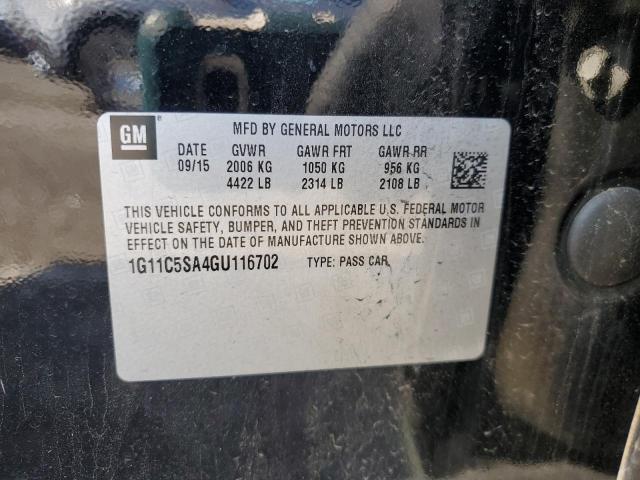 GM
MFD BY GENERAL MOTORS LLC
DATE GVWR GAWR FRT GAWR RR
09/15 2006 KG 1050 KG 956 KG
4422 LB 2314 LB 2108 LB
THIS VEHICLE CONFORMS TO ALL APPLICABLE U.S. FEDERAL MOTOR
VEHICLE SAFETY, BUMPER, AND THEFT PREVENTION STANDARDS IN
EFFECT ON THE DATE OF MANUFACTURE SHOWN ABOVE.
1G11C5SA4GU116702 TYPE: PASS CAR